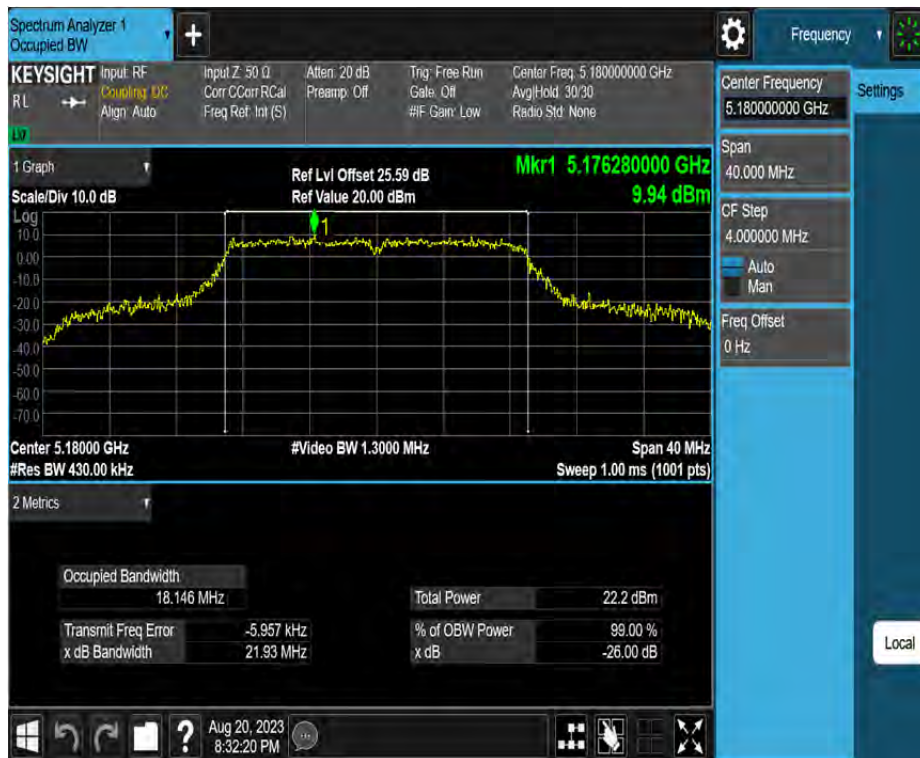 Spectrum Analyzer 1
Occupied BW
+
Frequency
KEYSIGHT
RL
Input: RF
Coupling: DC
Align: Auto
Input Z: 50 Ω
Corr CCorr RCal
Freq Ref: Int (S)
Atten: 20 dB
Preamp: Off
Trig: Free Run
Gate: Off
#IF Gain: Low
Center Freq: 5.180000000 GHz
Avg|Hold: 30/30
Radio Std: None
Center Frequency
5.180000000 GHz
Settings
Span
40.000 MHz
CF Step
4.000000 MHz
Auto
Man
Freq Offset
0 Hz
1 Graph
Scale/Div 10.0 dB
Ref Lvl Offset 25.59 dB
Ref Value 20.00 dBm
Mkr1 5.176280000 GHz
9.94 dBm
Log
10.0
0.00
-10.0
-20.0
-30.0
-40.0
-50.0
-60.0
-70.0
1
Center 5.18000 GHz
#Res BW 430.00 kHz
#Video BW 1.3000 MHz
Span 40 MHz
Sweep 1.00 ms (1001 pts)
2 Metrics
Occupied Bandwidth
18.146 MHz
Total Power 22.2 dBm
Transmit Freq Error -5.957 kHz
% of OBW Power 99.00 %
x dB Bandwidth 21.93 MHz
x dB -26.00 dB
Local
?
Aug 20, 2023
8:32:20 PM